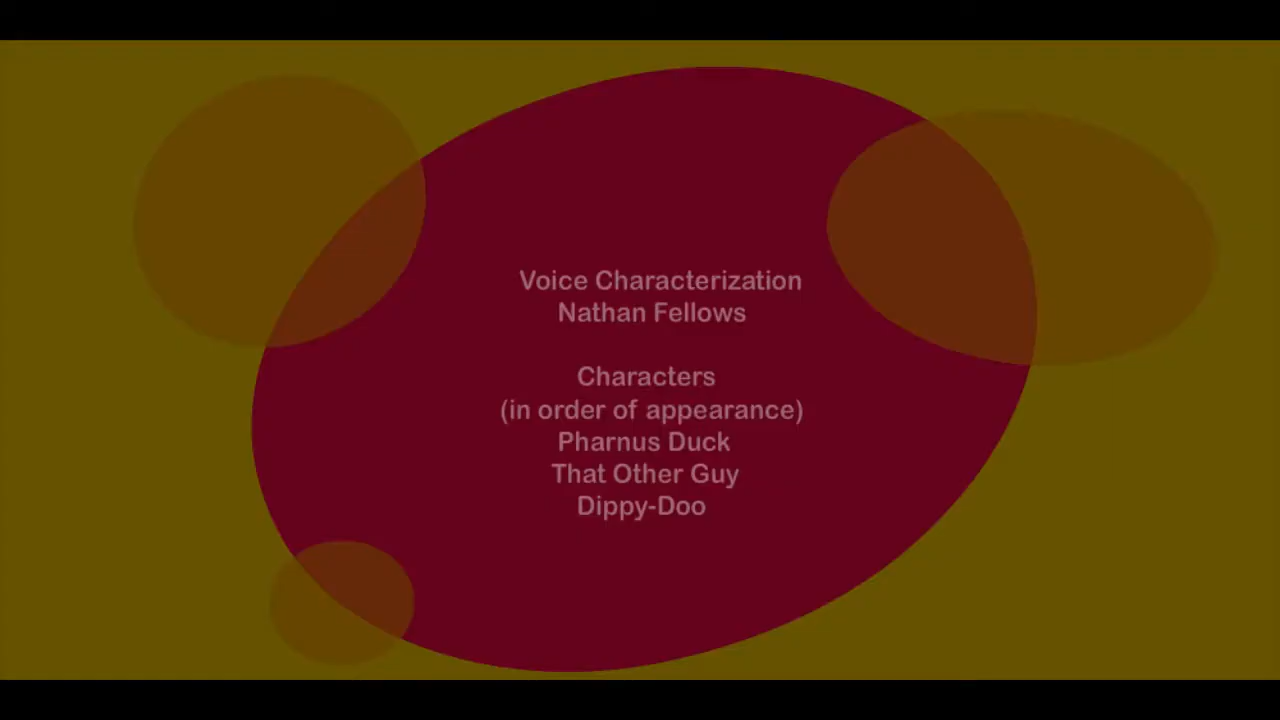 Voice Characterization
Nathan Fellows
Characters
(in order of appearance)
Pharnus Duck
That Other Guy
Dippy-Doo